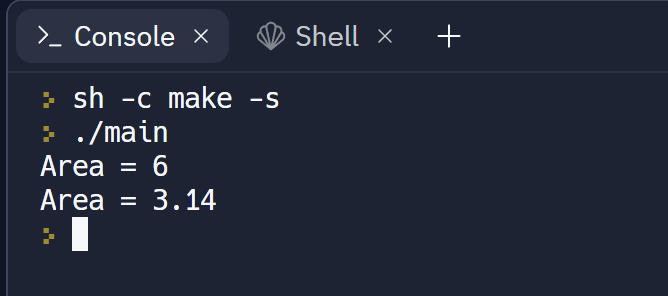 Console × Shell × +
sh -c make -s
./main
Area = 6
Area = 3.14